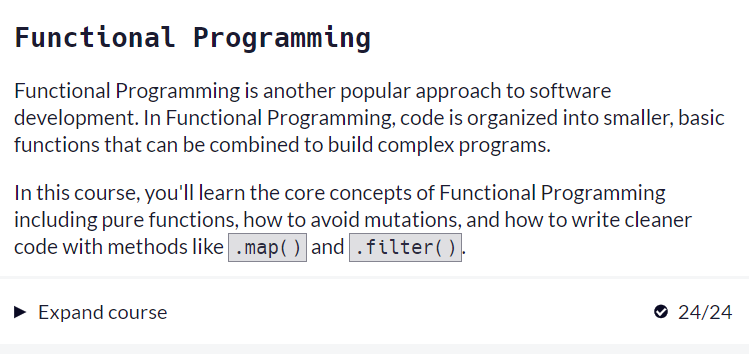 Functional Programming
Functional Programming is another popular approach to software
development. In Functional Programming, code is organized into smaller, basic
functions that can be combined to build complex programs.
In this course, you'll learn the core concepts of Functional Programming
including pure functions, how to avoid mutations, and how to write cleaner
code with methods like .map() and .filter().
Expand course 24/24